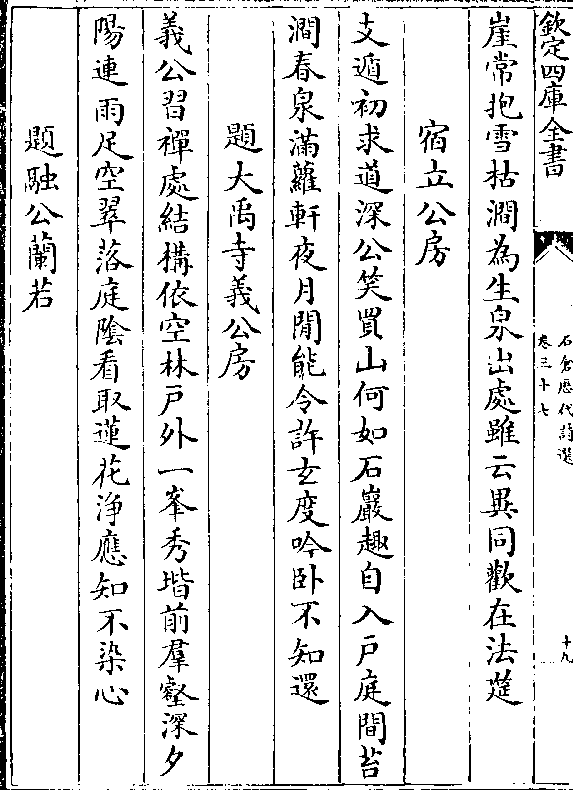 欽定四庫全書
石倉歴代詩選
卷三十七
十九
崖常抱雪枯澗為生泉出處雖云異同歡在法筵
宿立公房
支遁初求道深公笑買山何如石巖趣自入戶庭間苔
澗春泉滿蘿軒夜月閒能令許玄度吟卧不知還
題大禹寺義公房
義公習禪處結構依空林戶外一峯秀堦前羣壑深夕
陽連雨足空翠落庭陰看取蓮花淨應知不染心
題融公蘭若